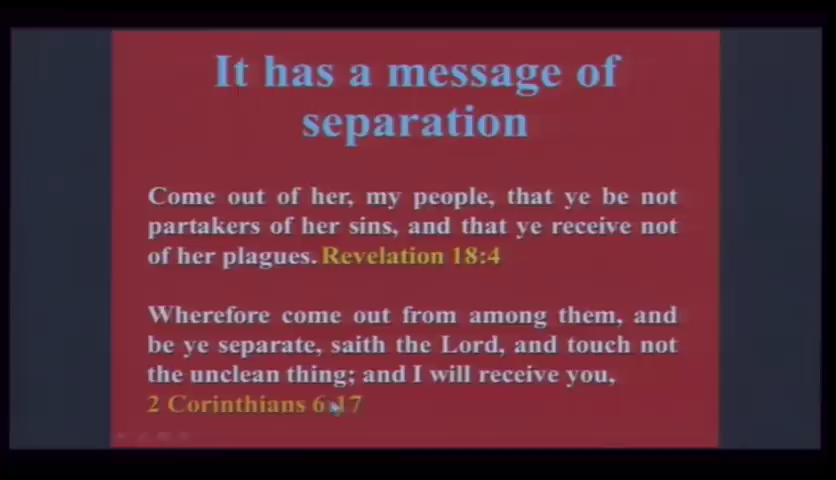 It has a message of
separation
Come out of her, my people, that ye be not
partakers of her sins, and that ye receive not
of her plagues. Revelation 18:4
Wherefore come out from among them, and
be ye separate, saith the Lord, and touch not
the unclean thing; and I will receive you,
2 Corinthians 6:17